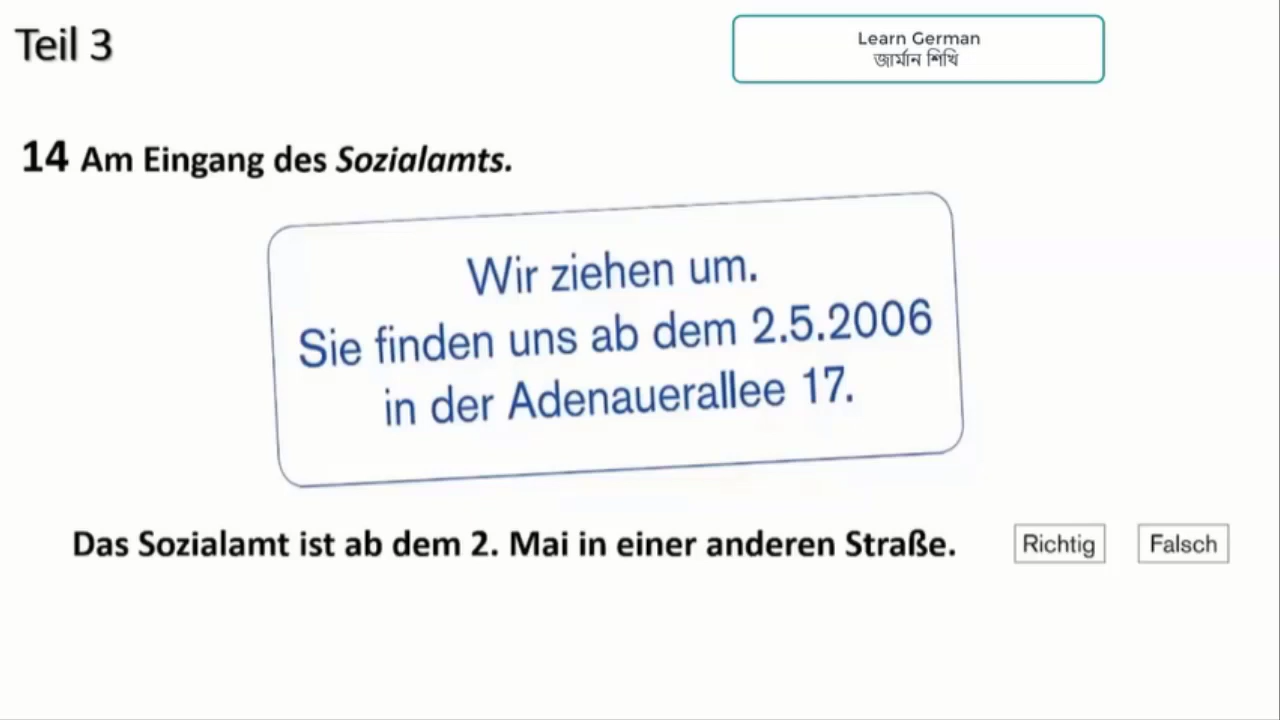 Teil 3
Learn German
জার্মান শিখি
14 Am Eingang des Sozialamts.
Wir ziehen um.
Sie finden uns ab dem 2.5.2006
in der Adenauerallee 17.
Das Sozialamt ist ab dem 2. Mai in einer anderen Straße. Richtig Falsch